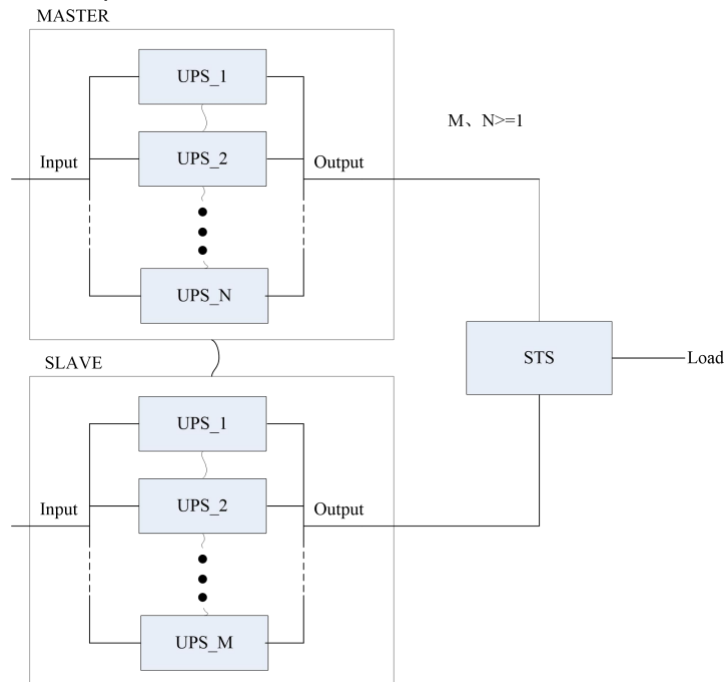 MASTER
UPS_1
M、N>=1
Input
UPS_2
Output
UPS_N
STS
Load
SLAVE
UPS_1
Input
UPS_2
Output
UPS_M